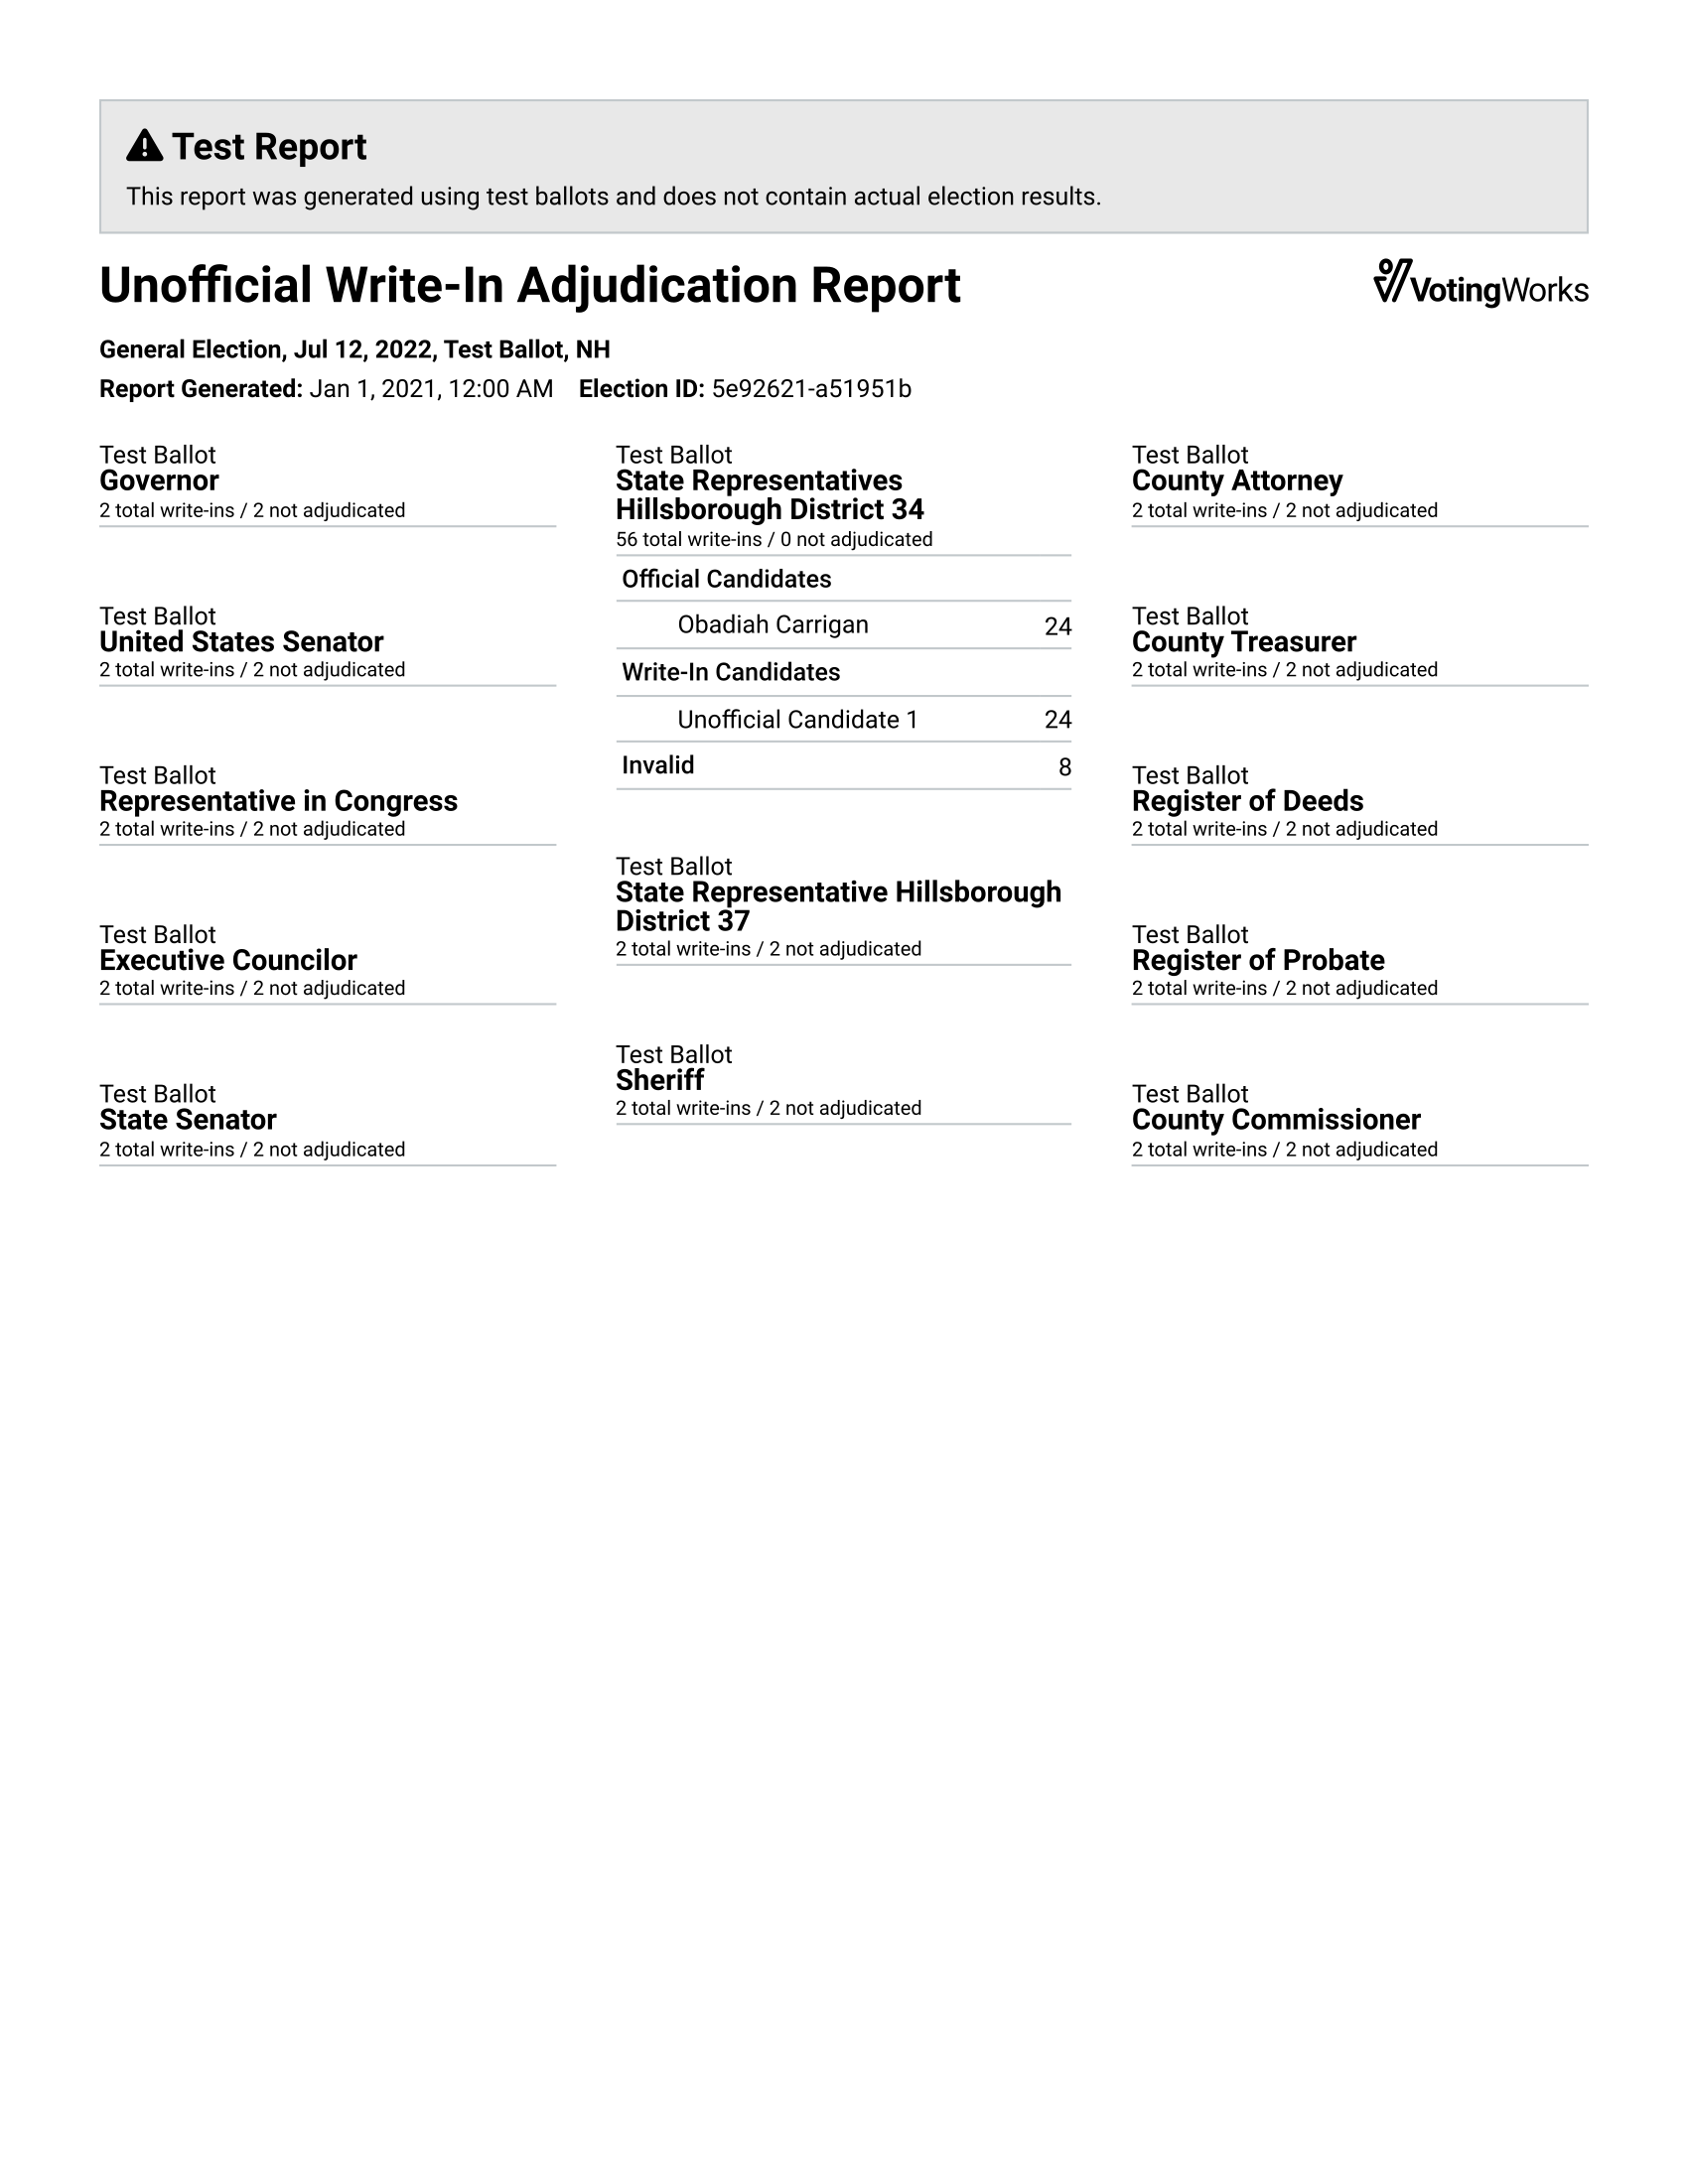 Test Report
This report was generated using test ballots and does not contain actual election results.
Unofficial Write-In Adjudication Report
VotingWorks
General Election, Jul 12, 2022, Test Ballot, NH
Report Generated: Jan 1, 2021, 12:00 AM Election ID: 5e92621-a51951b
Test Ballot
Governor
2 total write-ins / 2 not adjudicated
Test Ballot
United States Senator
2 total write-ins / 2 not adjudicated
Test Ballot
Representative in Congress
2 total write-ins / 2 not adjudicated
Test Ballot
Executive Councilor
2 total write-ins / 2 not adjudicated
Test Ballot
State Senator
2 total write-ins / 2 not adjudicated
Test Ballot
State Representatives
Hillsborough District 34
56 total write-ins / 0 not adjudicated
Official Candidates
Obadiah Carrigan 24
Write-In Candidates
Unofficial Candidate 1 24
Invalid 8
Test Ballot
State Representative Hillsborough
District 37
2 total write-ins / 2 not adjudicated
Test Ballot
Sheriff
2 total write-ins / 2 not adjudicated
Test Ballot
County Attorney
2 total write-ins / 2 not adjudicated
Test Ballot
County Treasurer
2 total write-ins / 2 not adjudicated
Test Ballot
Register of Deeds
2 total write-ins / 2 not adjudicated
Test Ballot
Register of Probate
2 total write-ins / 2 not adjudicated
Test Ballot
County Commissioner
2 total write-ins / 2 not adjudicated